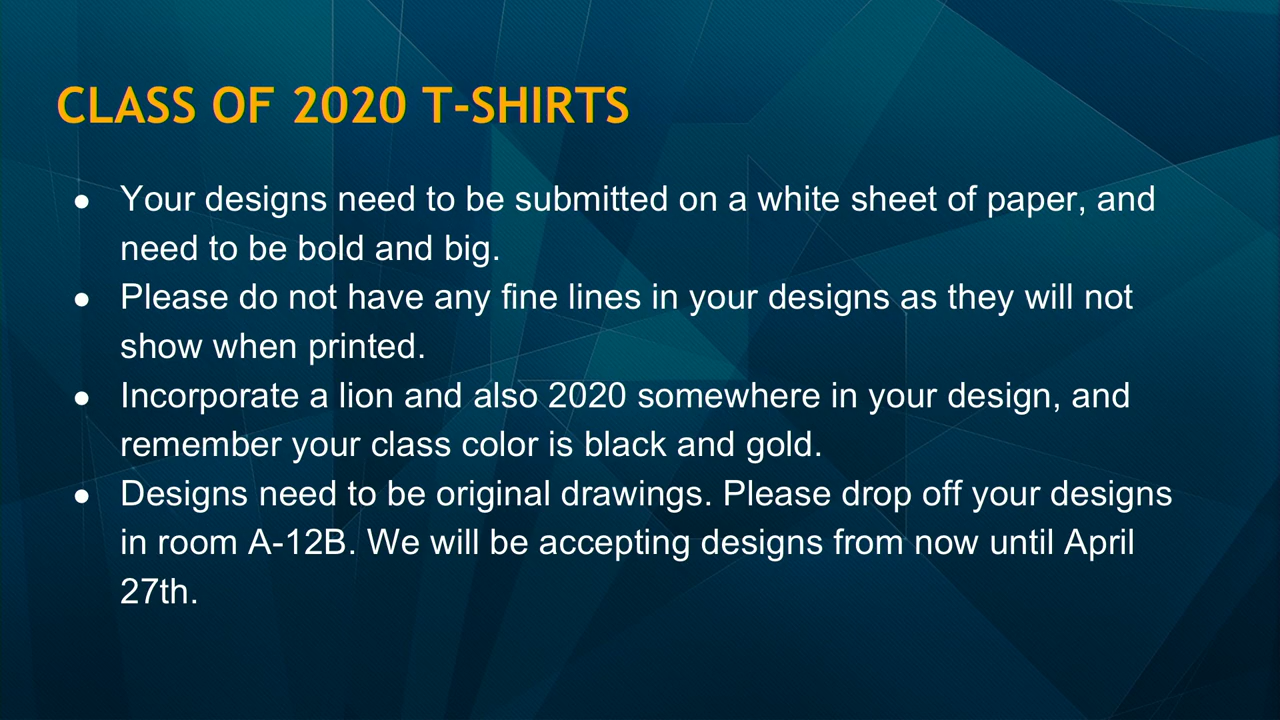 CLASS OF 2020 T-SHIRTS
● Your designs need to be submitted on a white sheet of paper, and
need to be bold and big.
● Please do not have any fine lines in your designs as they will not
show when printed.
● Incorporate a lion and also 2020 somewhere in your design, and
remember your class color is black and gold.
● Designs need to be original drawings. Please drop off your designs
in room A-12B. We will be accepting designs from now until April
27th.